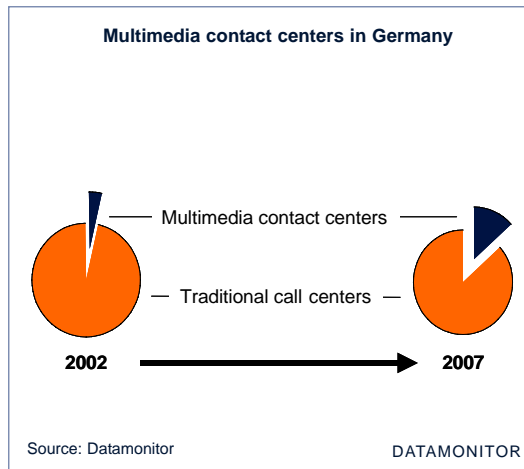 Multimedia contact centers in Germany
Multimedia contact centers
Traditional call centers
2002
2007
Source: Datamonitor
DATAMONITOR